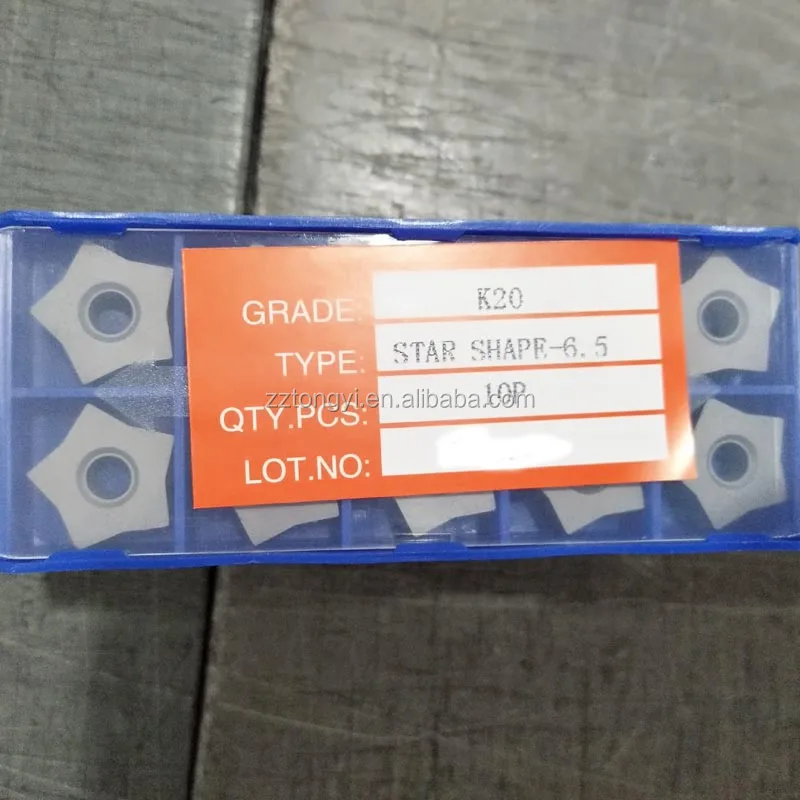 GRADE: K20
TYPE: STAR SHAPE-6.5
zztongyi.en.alibaba.com
QTY.PCS: 10P
LOT.NO: